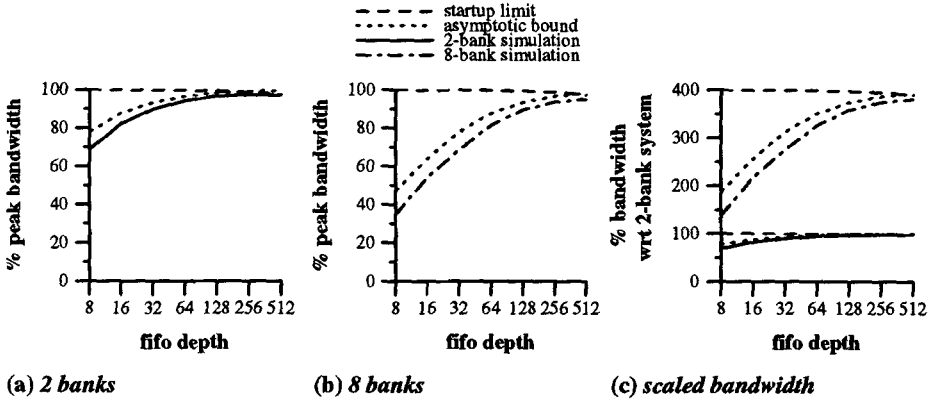 startup limit
asymptotic bound
2-bank simulation
8-bank simulation
% peak bandwidth
100
80
60
40
20
0
8 16 32 64 128 256 512
fifo depth
(a) 2 banks
% peak bandwidth
100
80
60
40
20
0
8 16 32 64 128 256 512
fifo depth
(b) 8 banks
% bandwidth
wrt 2-bank system
400
300
200
100
0
8 16 32 64 128 256 512
fifo depth
(c) scaled bandwidth